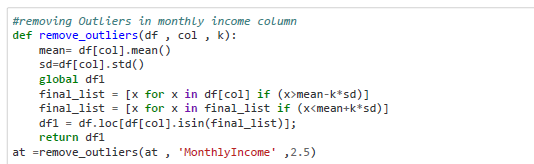 #removing Outliers in monthly income column
def remove_outliers(df , col , k):
    mean= df[col].mean()
    sd=df[col].std()
    global df1
    final_list = [x for x in df[col] if (x>mean-k*sd)]
    final_list = [x for x in final_list if (x<mean+k*sd)]
    df1 = df.loc[df[col].isin(final_list)];
    return df1
at =remove_outliers(at , 'MonthlyIncome' ,2.5)